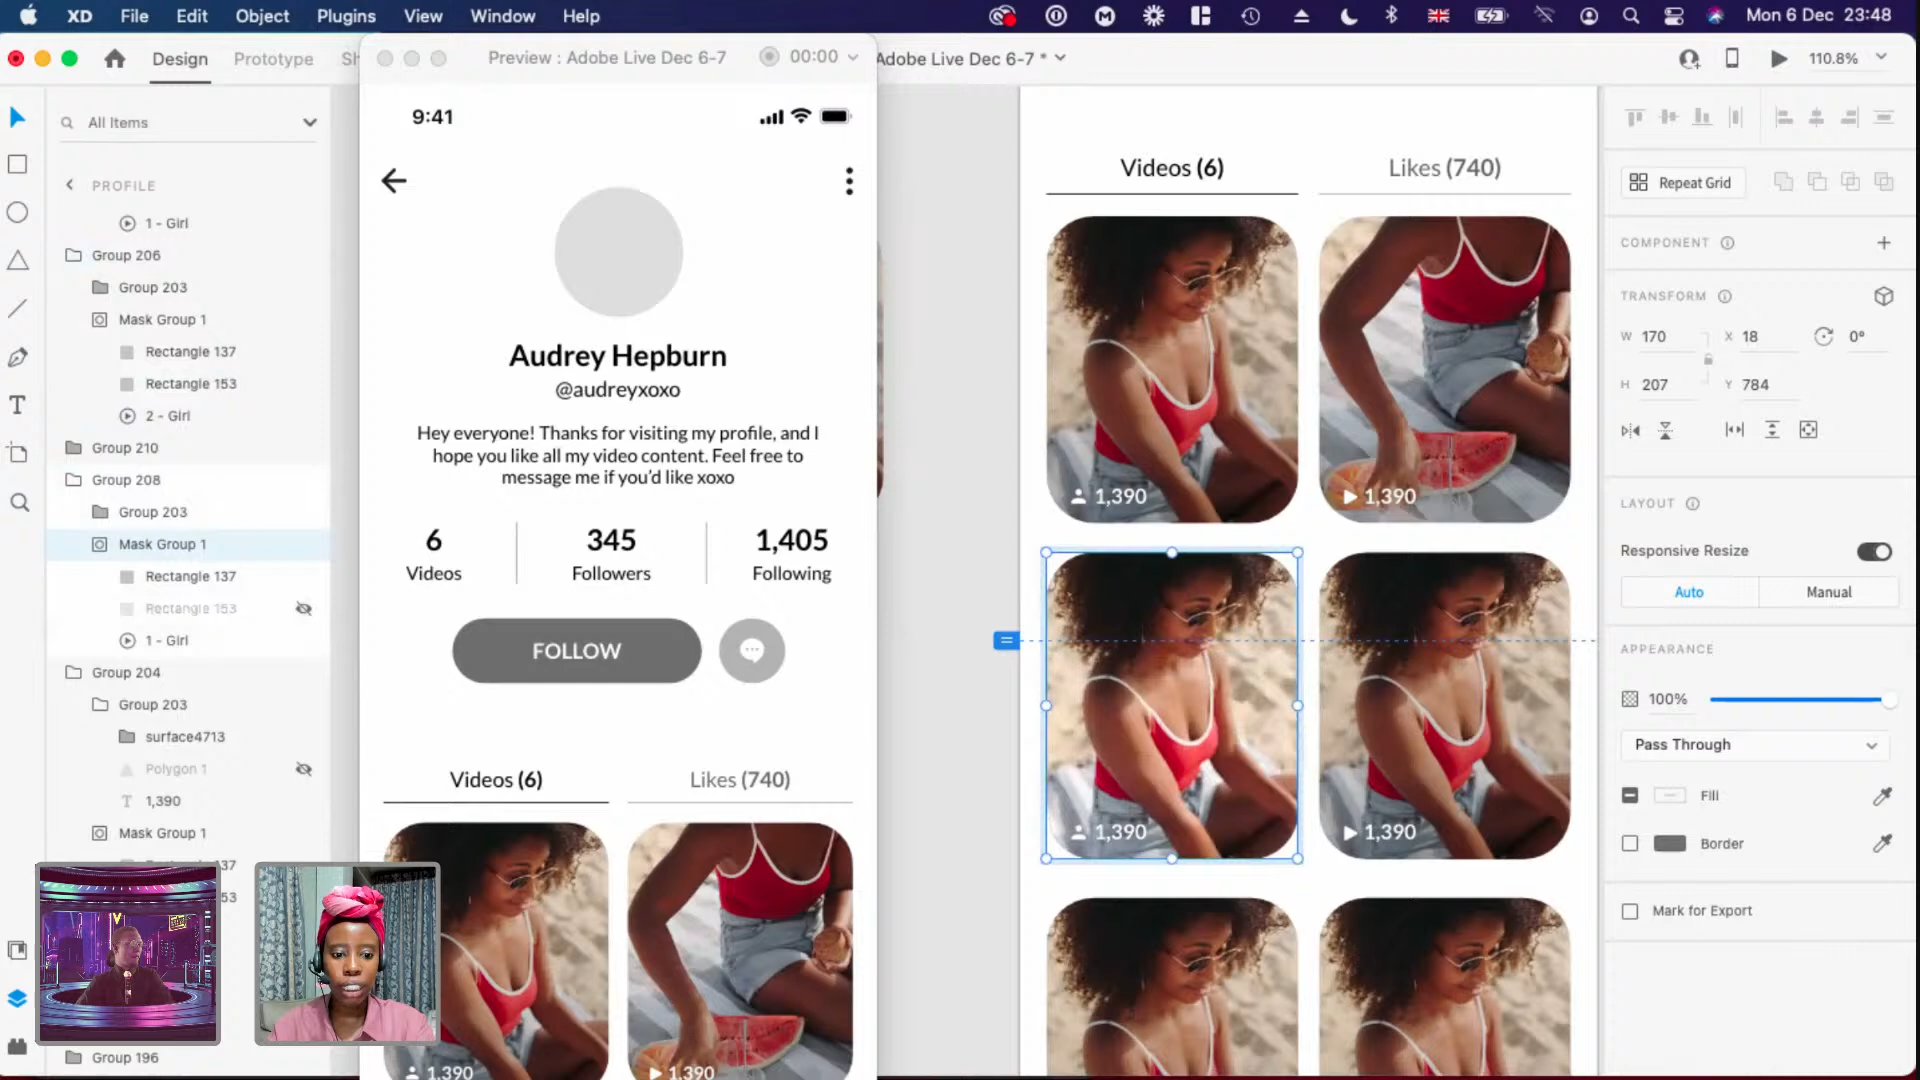 XD File Edit Object Plugins View Window Help
Mon 6 Dec 23:48
Design Prototype Sh
Preview : Adobe Live Dec 6-7
00:00
Adobe Live Dec 6-7 *
110.8%
All Items
PROFILE
1 - Girl
Group 206
Group 203
Mask Group 1
Rectangle 137
Rectangle 153
2 - Girl
Group 210
Group 208
Group 203
Mask Group 1
Rectangle 137
Rectangle 153
1 - Girl
Group 204
Group 203
surface4713
Polygon 1
1,390
Mask Group 1
37
53
Group 196
9:41
Audrey Hepburn
@audreyxoxo
Hey everyone! Thanks for visiting my profile, and I
hope you like all my video content. Feel free to
message me if you'd like xoxo
6 345 1,405
Videos Followers Following
FOLLOW
Videos (6) Likes (740)
1,390 1,390
Videos (6) Likes (740)
1,390 1,390
1,390 1,390
Repeat Grid
COMPONENT
TRANSFORM
W 170 X 18 0°
H 207 Y 784
LAYOUT
Responsive Resize
Auto Manual
APPEARANCE
100%
Pass Through
Fill
Border
Mark for Export